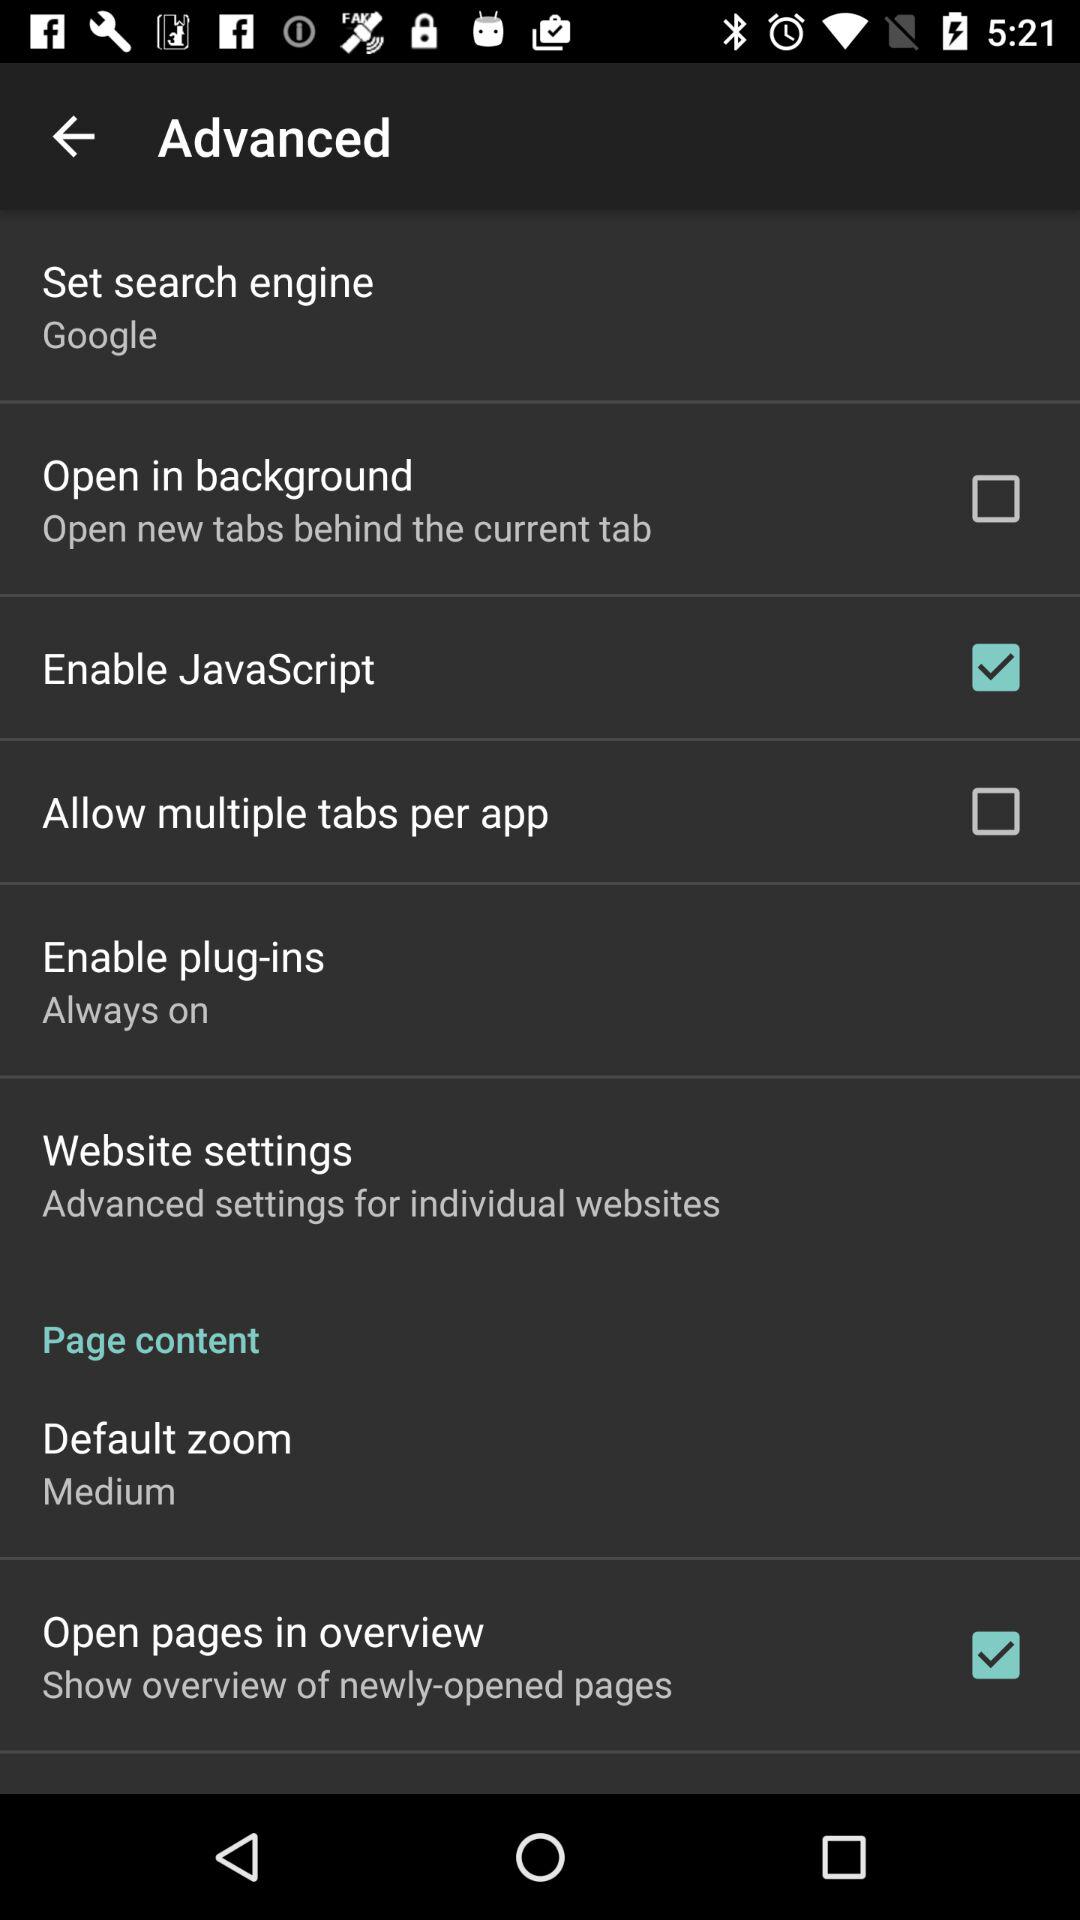 FAKE
5:21
Advanced
Set search engine
Google
Open in background
Open new tabs behind the current tab
Enable JavaScript
Allow multiple tabs per app
Enable plug-ins
Always on
Website settings
Advanced settings for individual websites
Page content
Default zoom
Medium
Open pages in overview
Show overview of newly-opened pages